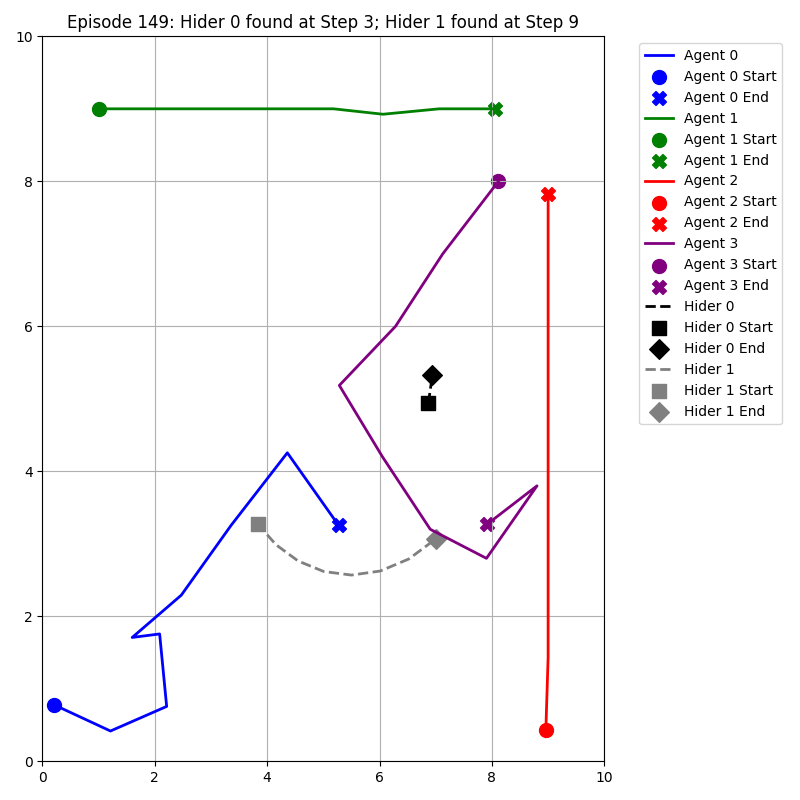 Episode 149: Hider 0 found at Step 3; Hider 1 found at Step 9
10
8
6
4
2
0
0
2
4
6
8
10
Agent 0
Agent 0 Start
Agent 0 End
Agent 1
Agent 1 Start
Agent 1 End
Agent 2
Agent 2 Start
Agent 2 End
Agent 3
Agent 3 Start
Agent 3 End
Hider 0
Hider 0 Start
Hider 0 End
Hider 1
Hider 1 Start
Hider 1 End